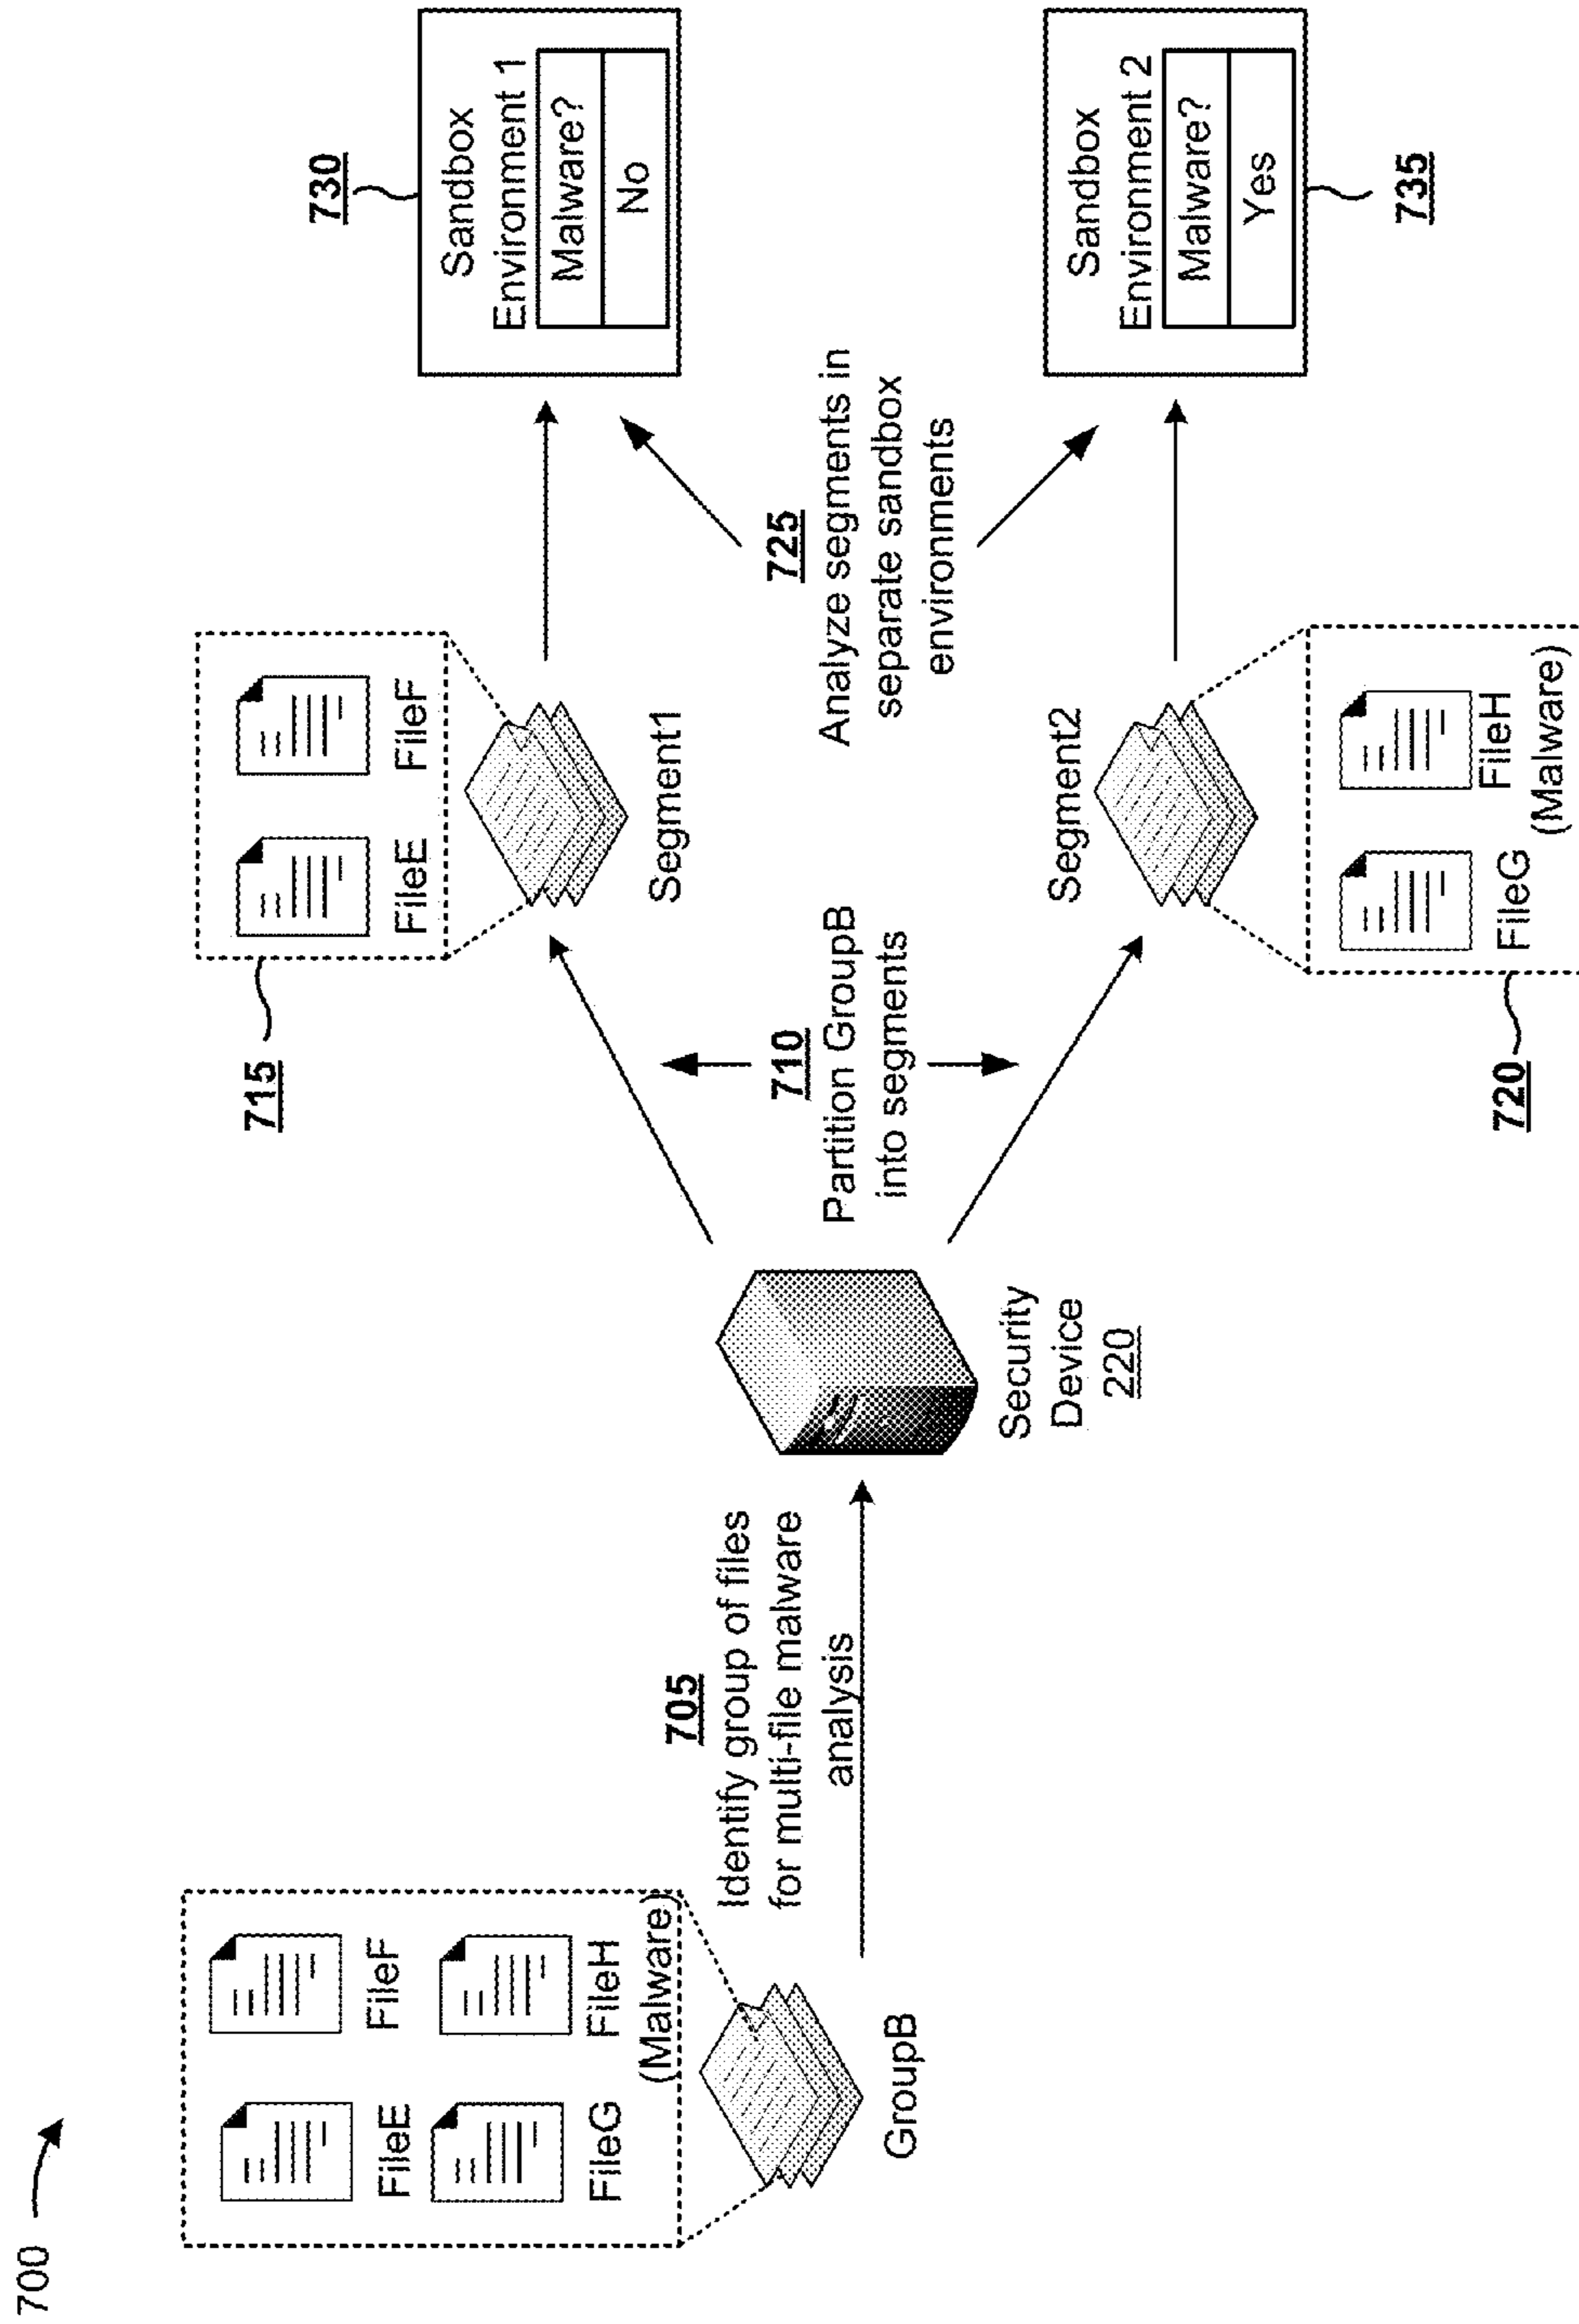 700
FileE
FileF
FileG
FileH
(Malware)
GroupB
705
Identify group of files
for multi-file malware
analysis
Security
Device
220
710
Partition GroupB
into segments
715
FileE
FileF
Segment1
Segment2
720
FileG
FileH
(Malware)
725
Analyze segments in
separate sandbox
environments
730
Sandbox
Environment 1
Malware?
No
Sandbox
Environment 2
Malware?
Yes
735